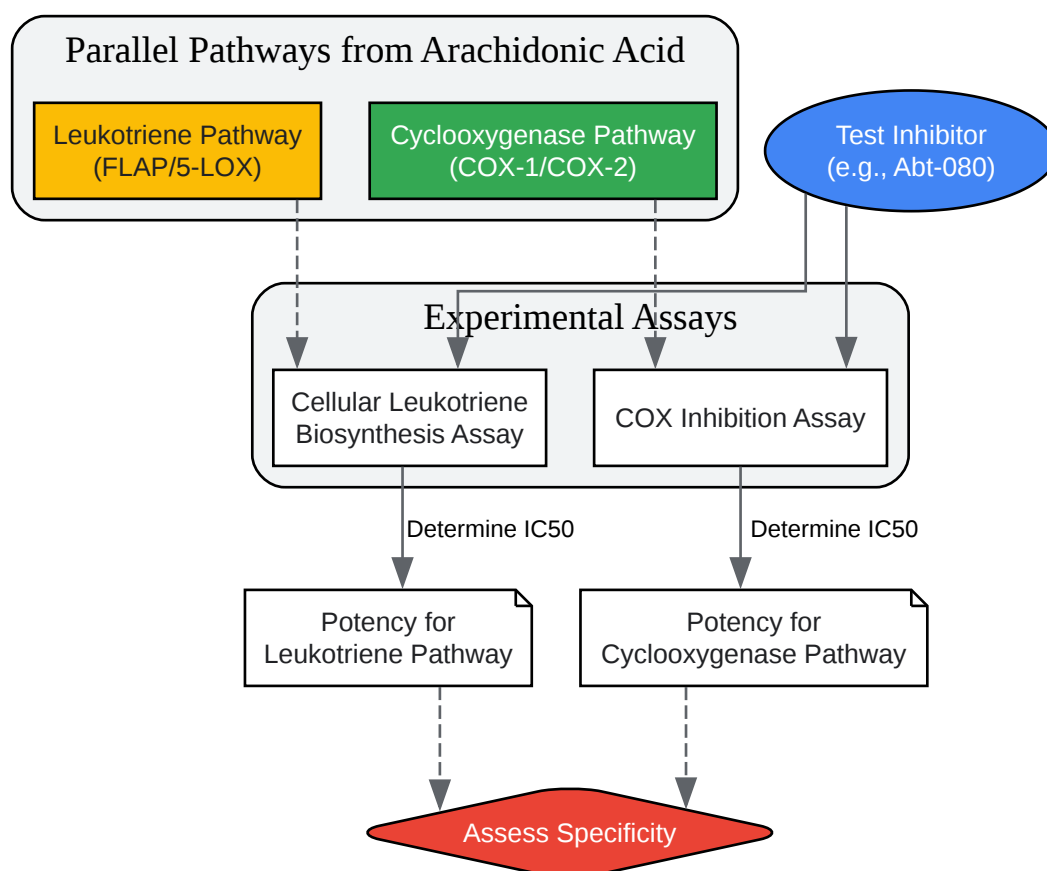 Parallel Pathways from Arachidonic Acid
Leukotriene Pathway
(FLAP/5-LOX)
Cyclooxygenase Pathway
(COX-1/COX-2)
Test Inhibitor
(e.g., Abt-080)
Experimental Assays
Cellular Leukotriene
Biosynthesis Assay
COX Inhibition Assay
Determine IC50
Determine IC50
Potency for
Leukotriene Pathway
Potency for
Cyclooxygenase Pathway
Assess Specificity